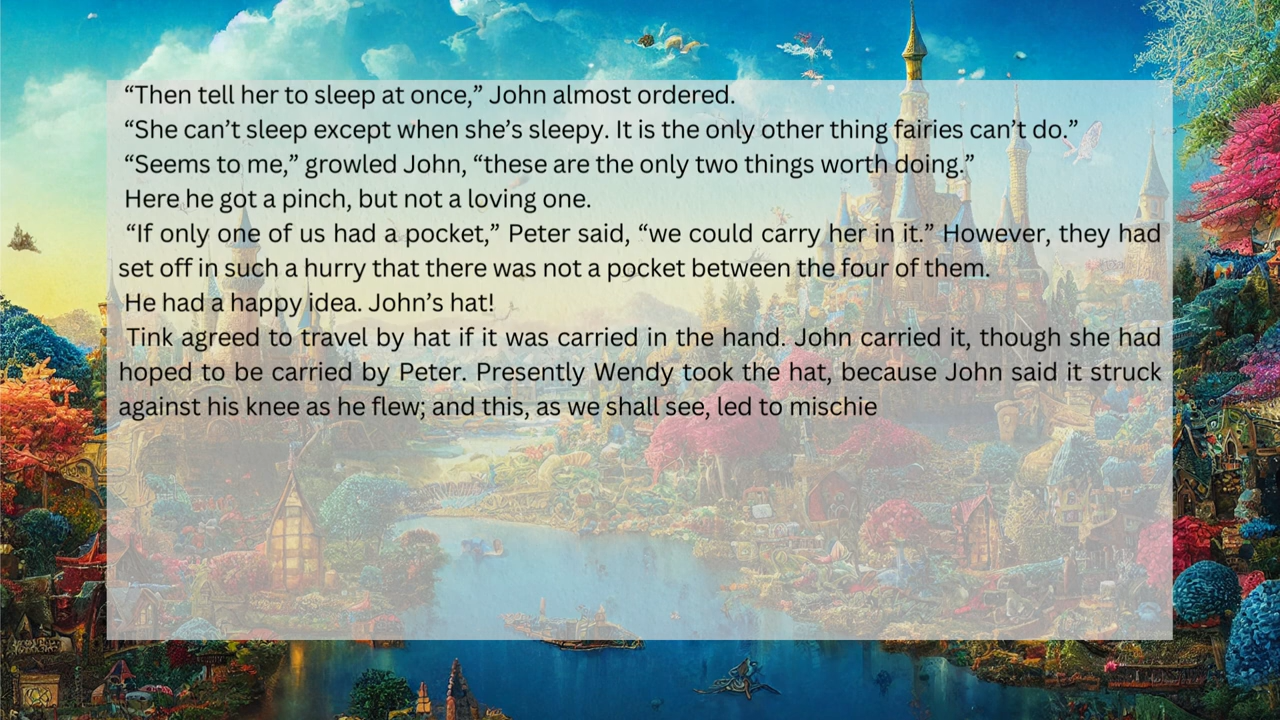 “Then tell her to sleep at once,” John almost ordered.
“She can’t sleep except when she’s sleepy. It is the only other thing fairies can’t do.”
“Seems to me,” growled John, “these are the only two things worth doing.”
Here he got a pinch, but not a loving one.
“If only one of us had a pocket,” Peter said, “we could carry her in it.” However, they had
set off in such a hurry that there was not a pocket between the four of them.
He had a happy idea. John’s hat!
Tink agreed to travel by hat if it was carried in the hand. John carried it, though she had
hoped to be carried by Peter. Presently Wendy took the hat, because John said it struck
against his knee as he flew; and this, as we shall see, led to mischie